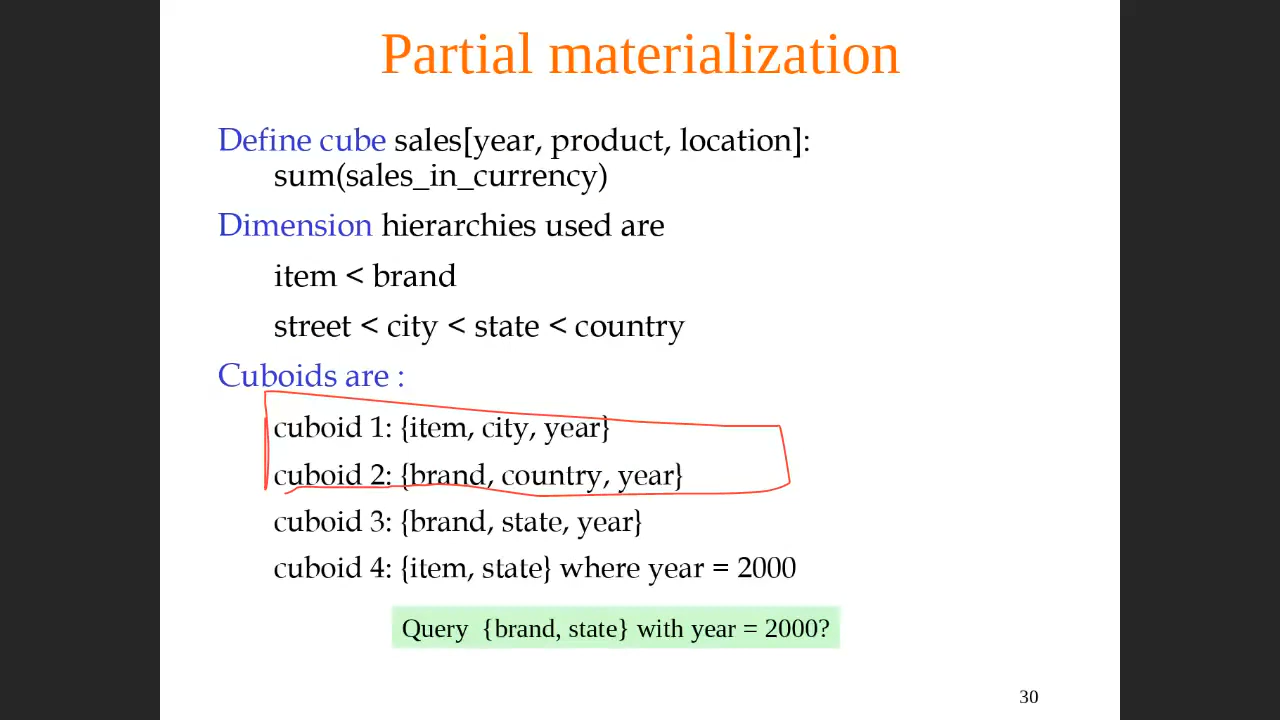 Partial materialization
Define cube sales[year, product, location]:
sum(sales_in_currency)
Dimension hierarchies used are
item < brand
street < city < state < country
Cuboids are :
cuboid 1: {item, city, year}
cuboid 2: {brand, country, year}
cuboid 3: {brand, state, year}
cuboid 4: {item, state} where year = 2000
Query {brand, state} with year = 2000?
30